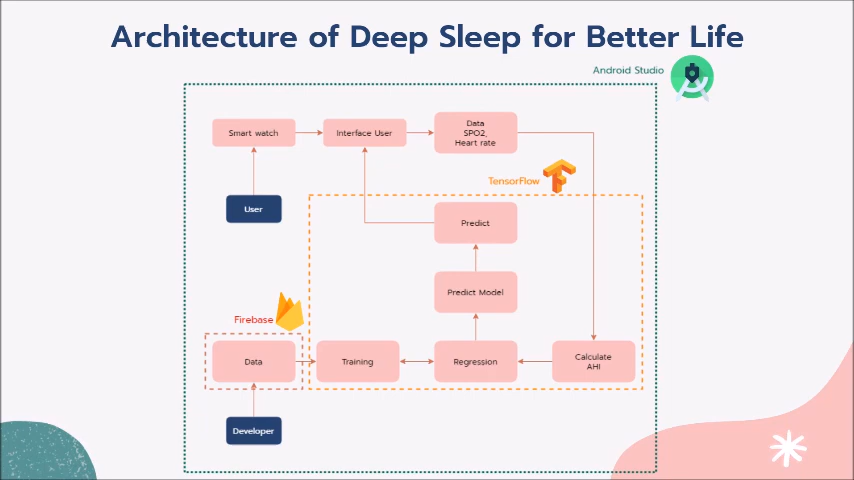 Architecture of Deep Sleep for Better Life
Android Studio
Smart watch
Interface User
Data
SPO2,
Heart rate
TensorFlow
User
Predict
Predict Model
Firebase
Data
Training
Regression
Calculate
AHI
Developer